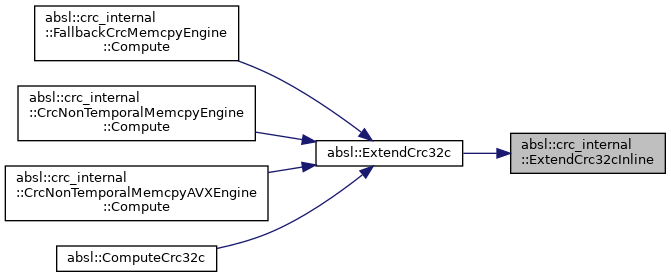 absl::crc_internal
::FallbackCrcMemcpyEngine
::Compute
absl::crc_internal
::CrcNonTemporalMemcpyEngine
::Compute
absl::crc_internal
::CrcNonTemporalMemcpyAVXEngine
::Compute
absl::ComputeCrc32c
absl::ExtendCrc32c
absl::crc_internal
::ExtendCrc32cInline